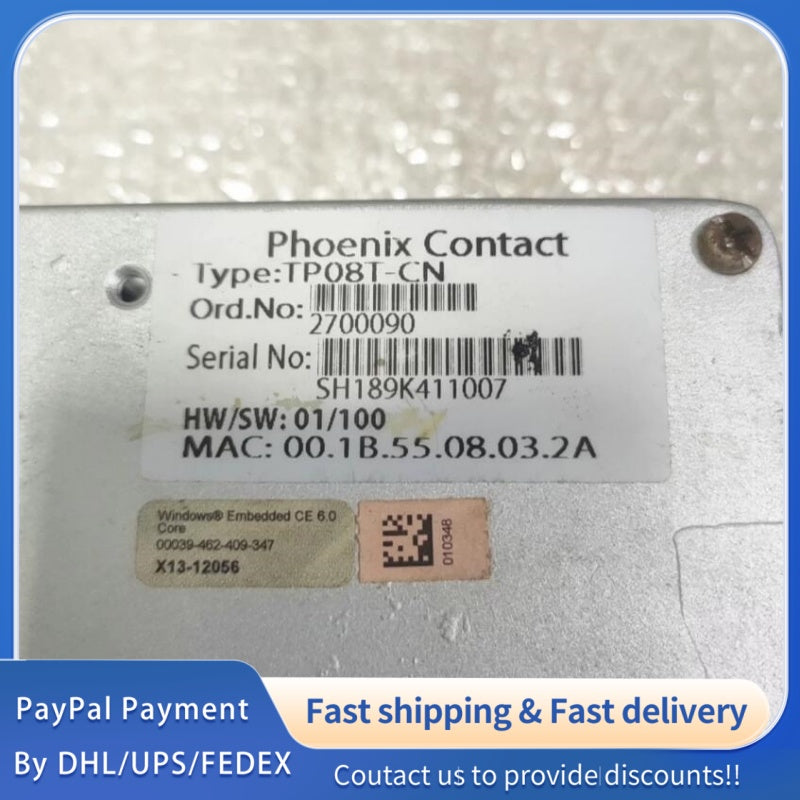 Phoenix Contact
Type:TP08T-CN
Ord.No:
2700090
Serial No:
SH189K411007
HW/SW: 01/100
MAC: 00.1B.55.08.03.2A
Windows® Embedded CE 6.0
Core
00039-462-409-347
X13-12056
010348
PayPal Payment
By DHL/UPS/FEDEX
Fast shipping & Fast delivery
Coutact us to provide discounts!!